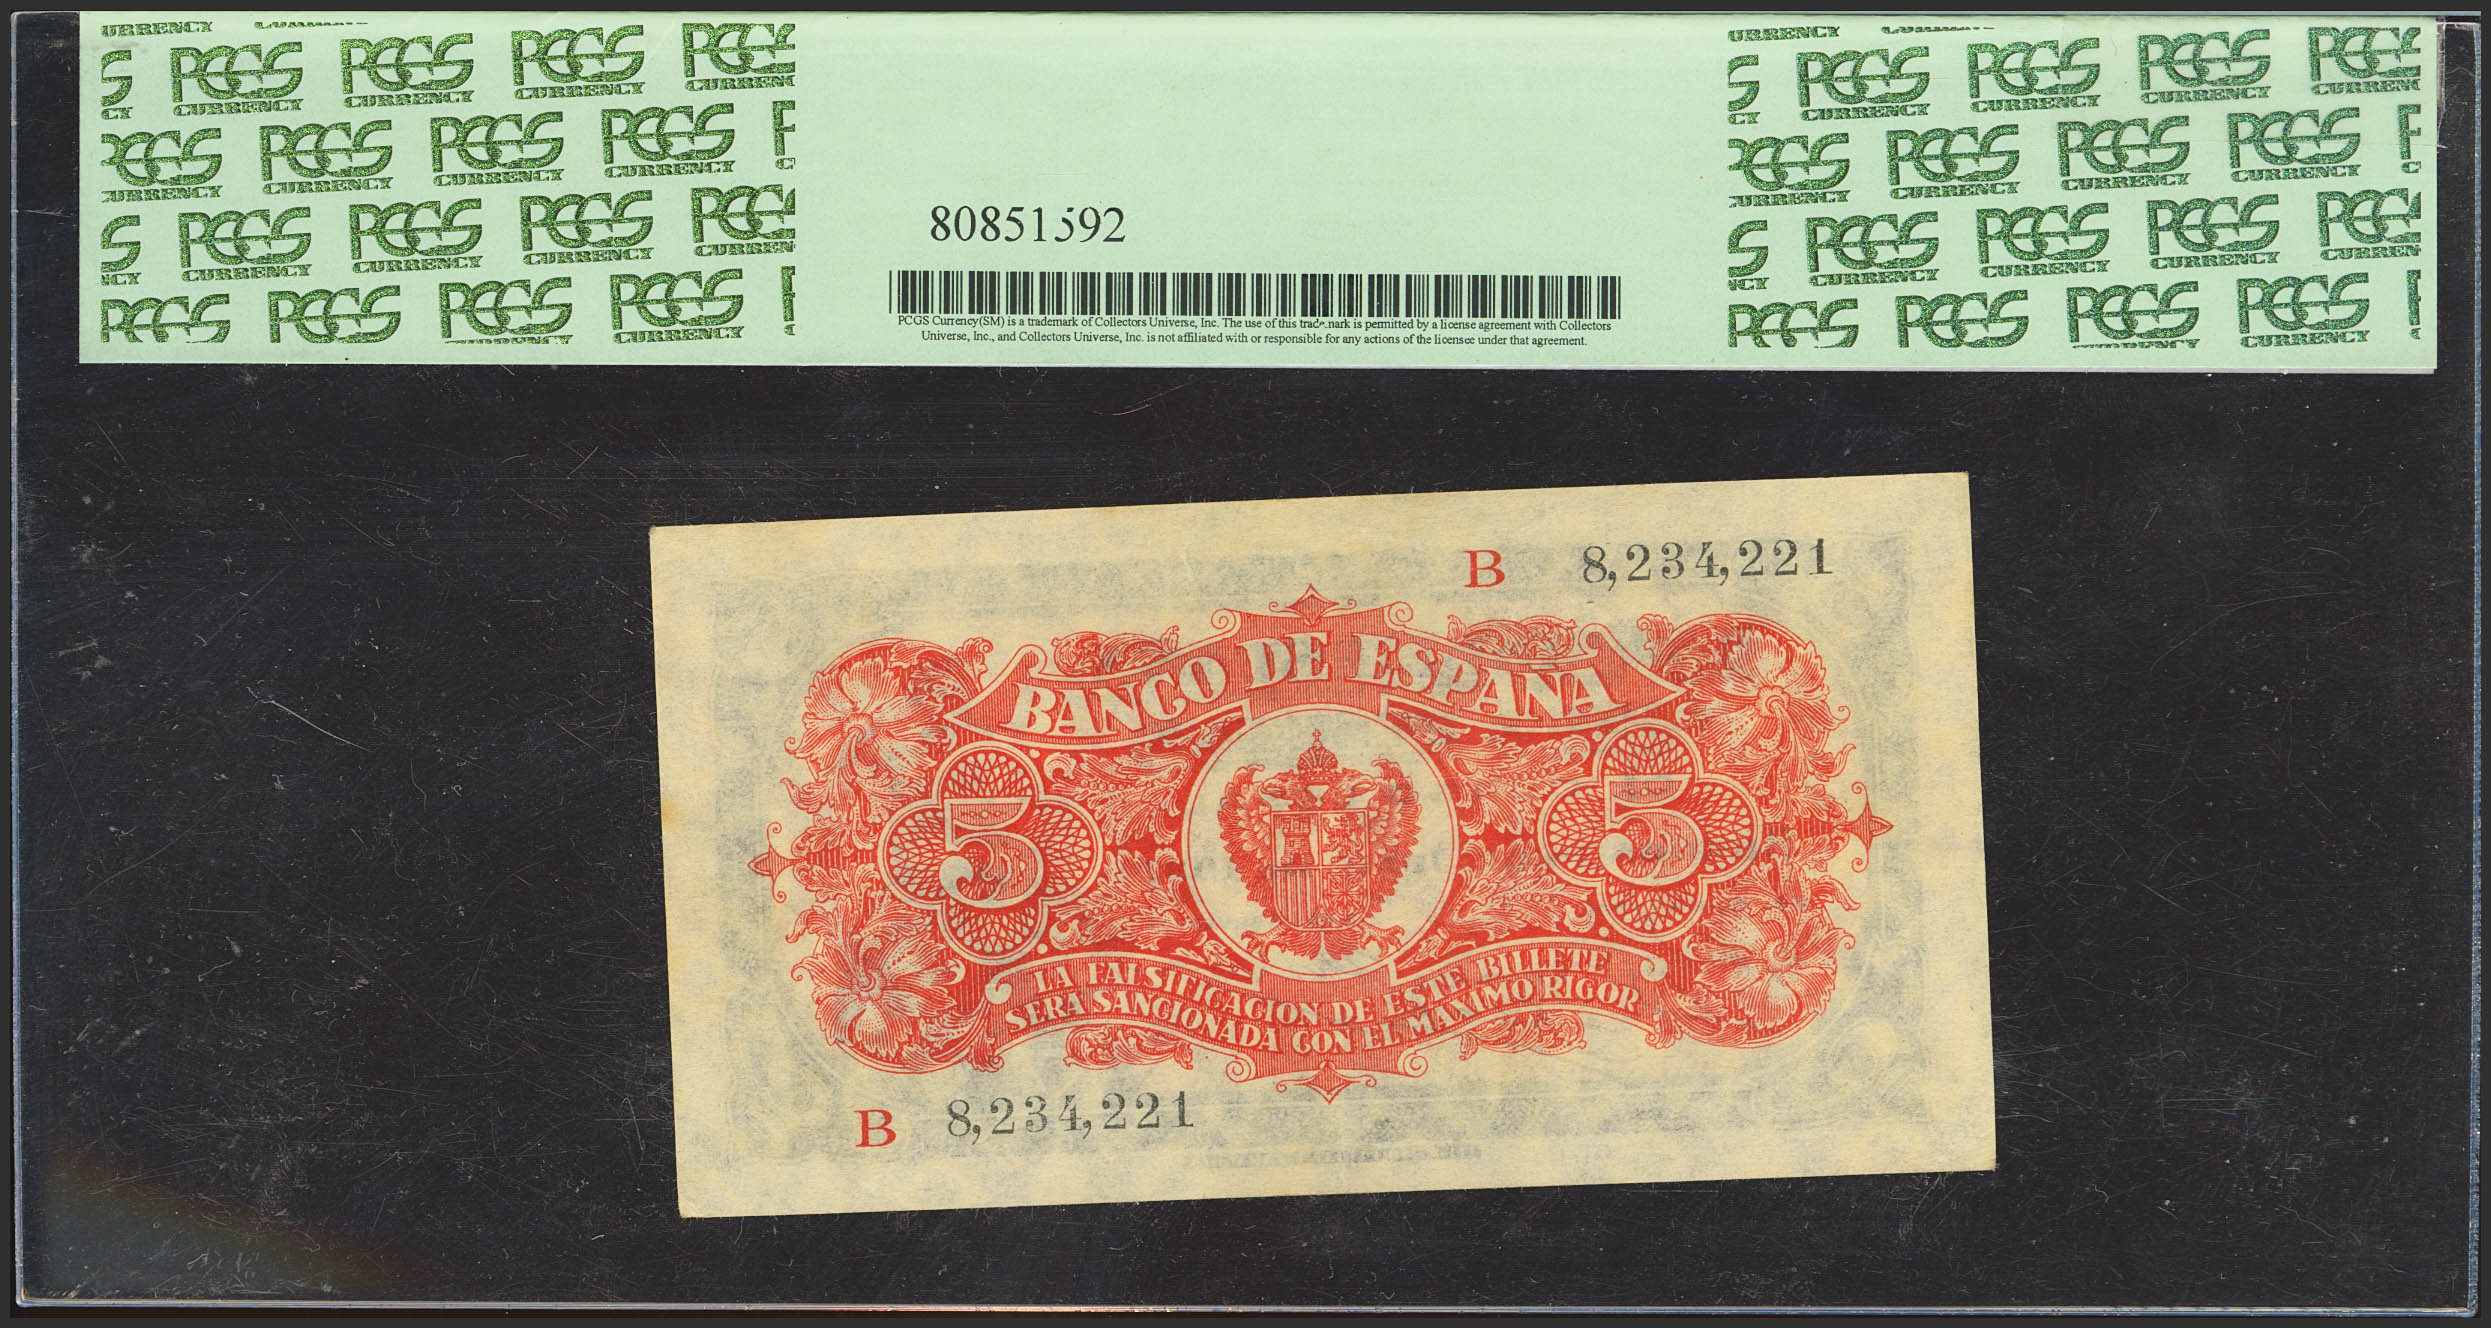 PCGS CURRENCY
80851592
PCGS Currency(SM) is a trademark of Collectors Universe, Inc. The use of this trademark is permitted by a license agreement with Collectors
Universe, Inc., and Collectors Universe, Inc. is not affiliated with or responsible for any actions of the licensee under that agreement.
B 8,234,221
BANCO DE ESPAÑA
5 5
LA FALSIFICACION DE ESTE BILLETE
SERA SANCIONADA CON EL MAXIMO RIGOR
B 8,234,221